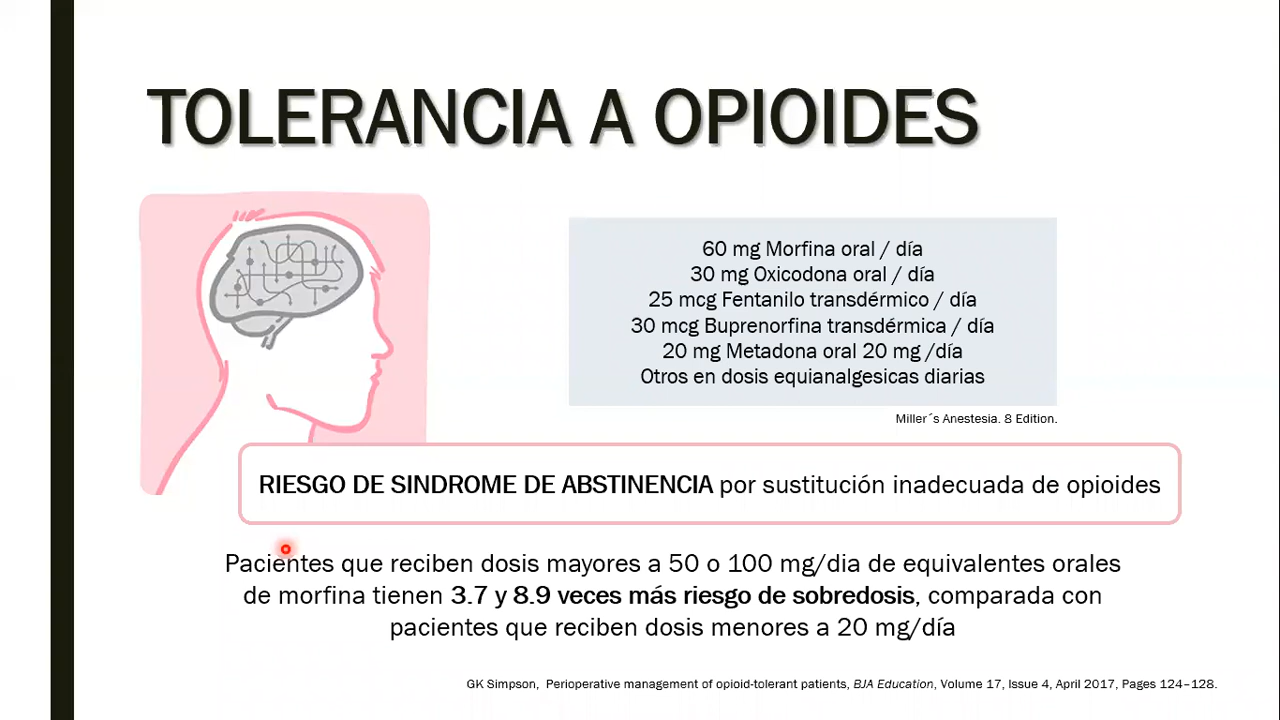 TOLERANCIA A OPIOIDES
60 mg Morfina oral / día
30 mg Oxicodona oral / día
25 mcg Fentanilo transdérmico / día
30 mcg Buprenorfina transdérmica / día
20 mg Metadona oral 20 mg /día
Otros en dosis equianalgesicas diarias
Miller´s Anestesia. 8 Edition.
RIESGO DE SINDROME DE ABSTINENCIA por sustitución inadecuada de opioides
Pacientes que reciben dosis mayores a 50 o 100 mg/dia de equivalentes orales
de morfina tienen 3.7 y 8.9 veces más riesgo de sobredosis, comparada con
pacientes que reciben dosis menores a 20 mg/día
GK Simpson, Perioperative management of opioid-tolerant patients, BJA Education, Volume 17, Issue 4, April 2017, Pages 124–128.